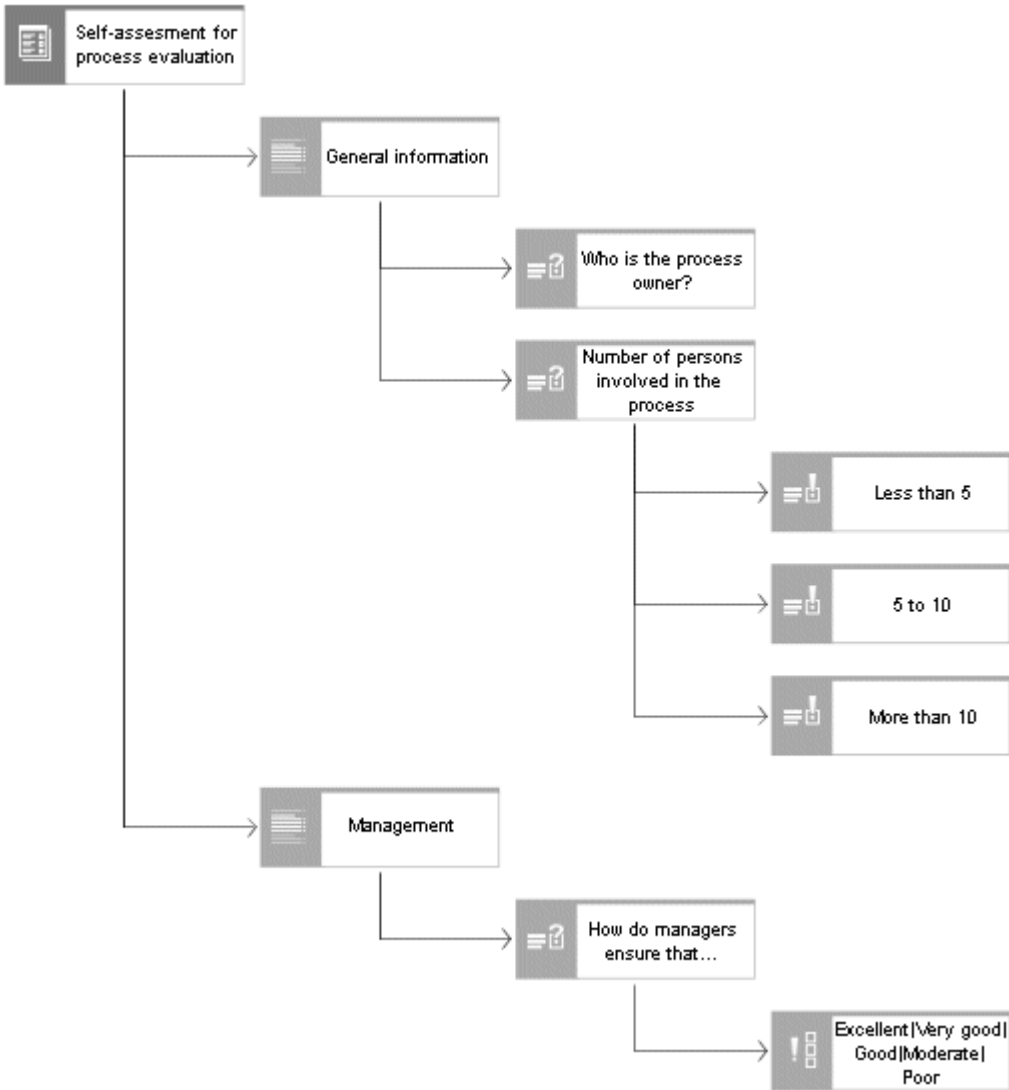 Self-assesment for
process evaluation
General information
Who is the process
owner?
Number of persons
involved in the
process
Less than 5
5 to 10
More than 10
Management
How do managers
ensure that...
Excellent|Very good|
Good|Moderate|
Poor